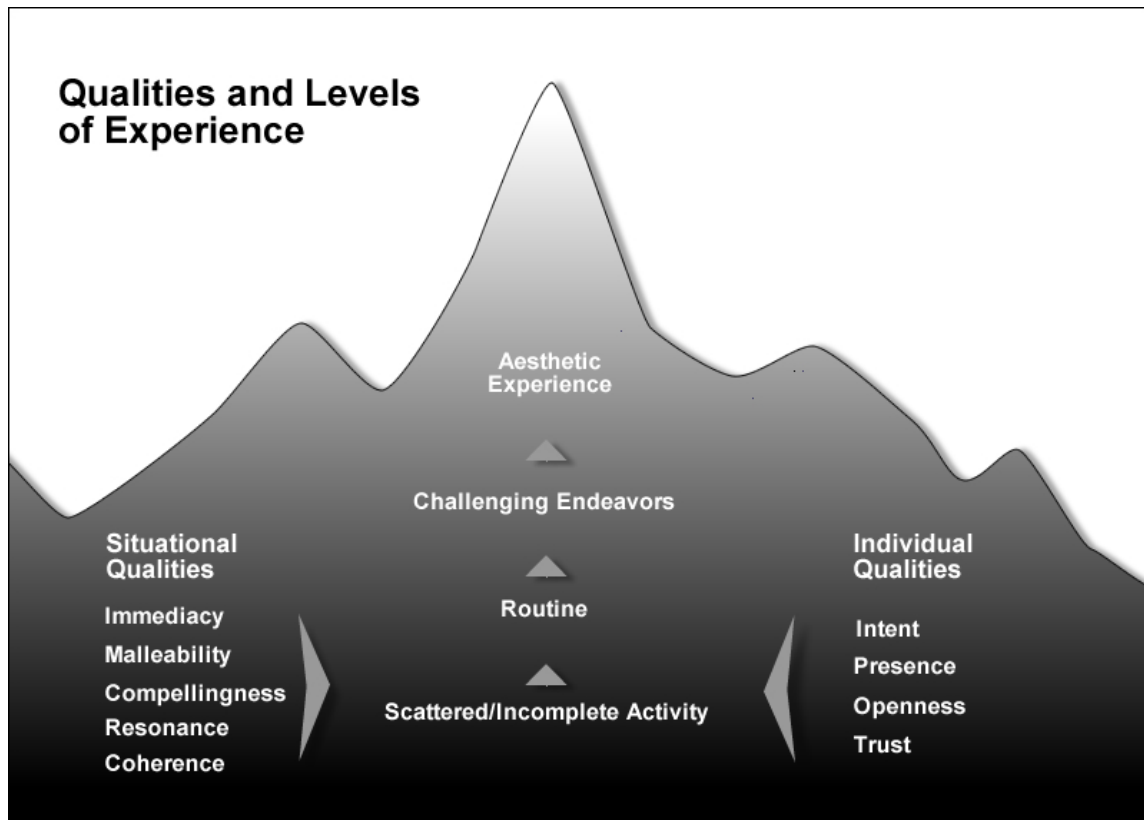 Qualities and Levels
of Experience
Aesthetic
Experience
Challenging Endeavors
Routine
Scattered/Incomplete Activity
Situational
Qualities
Immediacy
Malleability
Compellingness
Resonance
Coherence
Individual
Qualities
Intent
Presence
Openness
Trust